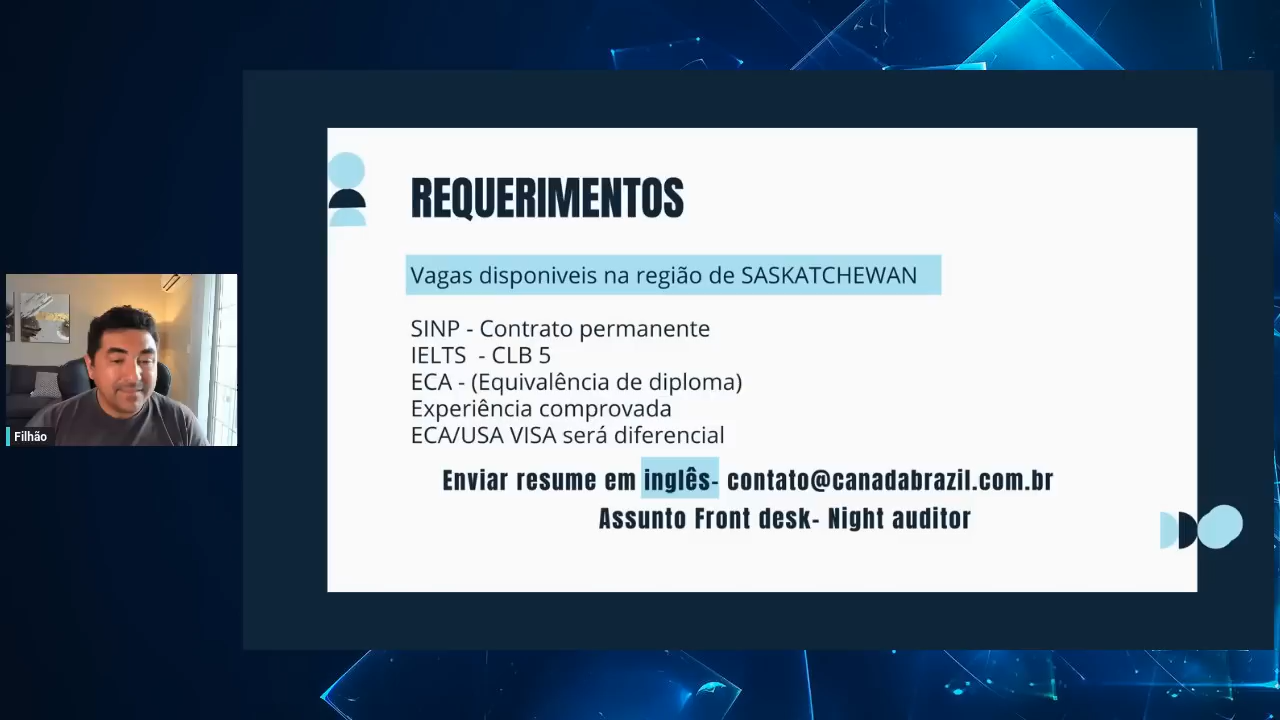 REQUERIMENTOS
Vagas disponiveis na região de SASKATCHEWAN
SINP - Contrato permanente
IELTS - CLB 5
ECA - (Equivalência de diploma)
Experiência comprovada
ECA/USA VISA será diferencial
Enviar resume em inglês- contato@canadabrazil.com.br
Assunto Front desk- Night auditor
Filhão